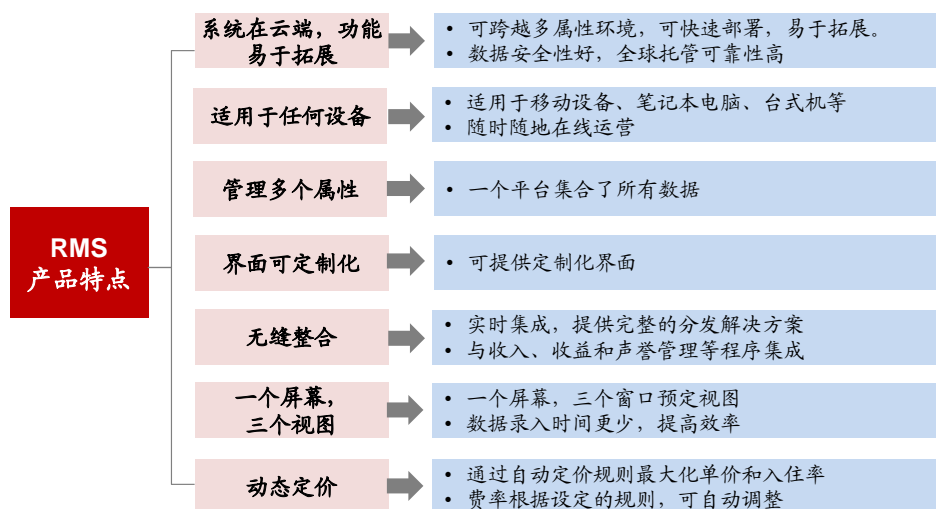 RMS
产品特点
系统在云端，功能
易于拓展
• 可跨越多属性环境，可快速部署，易于拓展。
• 数据安全性好，全球托管可靠性高
适用于任何设备
• 适用于移动设备、笔记本电脑、台式机等
• 随时随地在线运营
管理多个属性
• 一个平台集合了所有数据
界面可定制化
• 可提供定制化界面
无缝整合
• 实时集成，提供完整的分发解决方案
• 与收入、收益和声誉管理等程序集成
一个屏幕，
三个视图
• 一个屏幕，三个窗口预定视图
• 数据录入时间更少，提高效率
动态定价
• 通过自动定价规则最大化单价和入住率
• 费率根据设定的规则，可自动调整